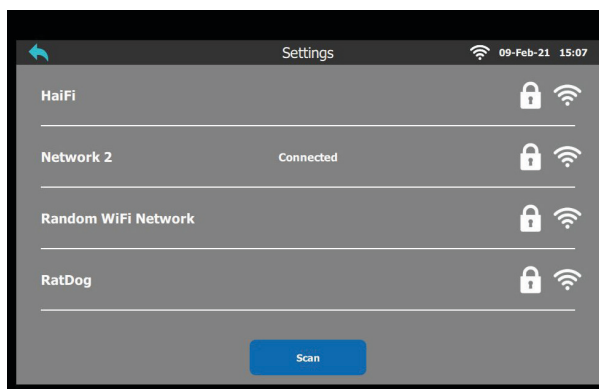 Settings 09-Feb-21 15:07
HaiFi
Network 2 Connected
Random WiFi Network
RatDog
Scan